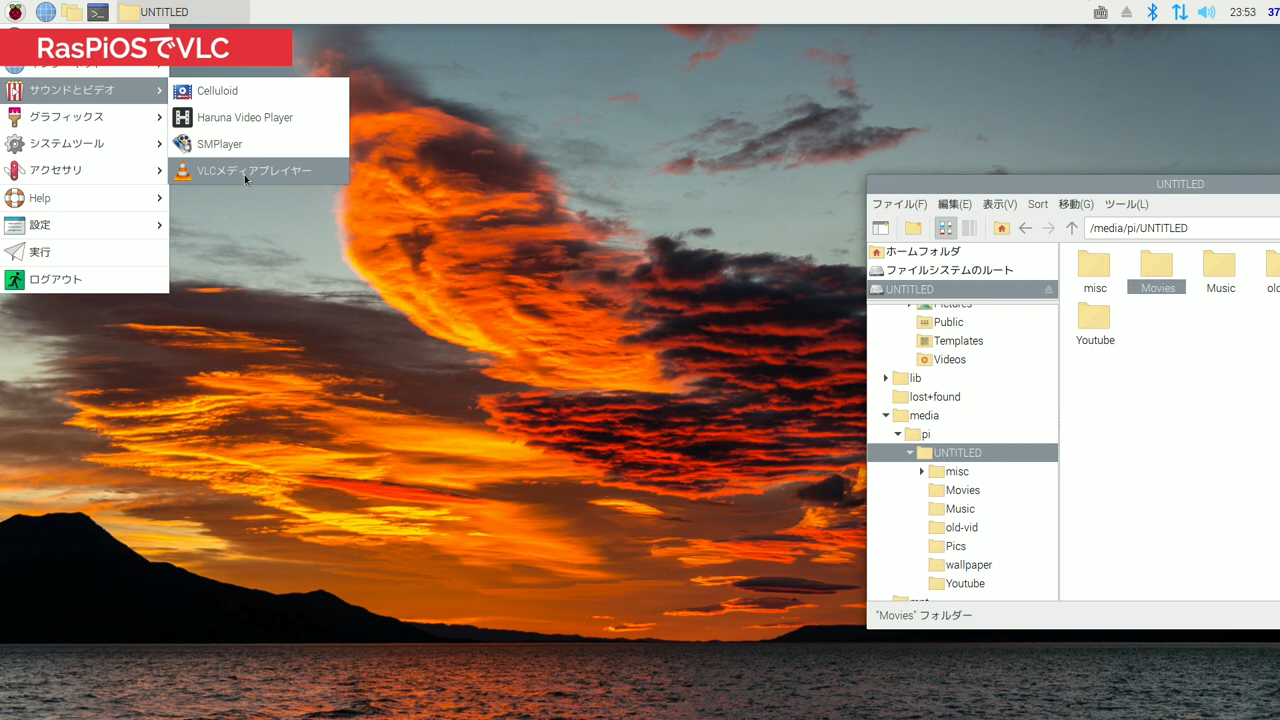 UNTITLED
23:53
37
RasPiOSでVLC
サウンドとビデオ
グラフィックス
システムツール
アクセサリ
Help
設定
実行
ログアウト
Celluloid
Haruna Video Player
SMPlayer
VLCメディアプレイヤー
UNTITLED
ファイル(F) 編集(E) 表示(V) Sort 移動(G) ツール(L)
/media/pi/UNTITLED
ホームフォルダ
ファイルシステムのルート
UNTITLED
Pictures
Public
Templates
Videos
lib
lost+found
media
pi
UNTITLED
misc
Movies
Music
old-vid
Pics
wallpaper
Youtube
misc
Movies
Music
Youtube
"Movies" フォルダー